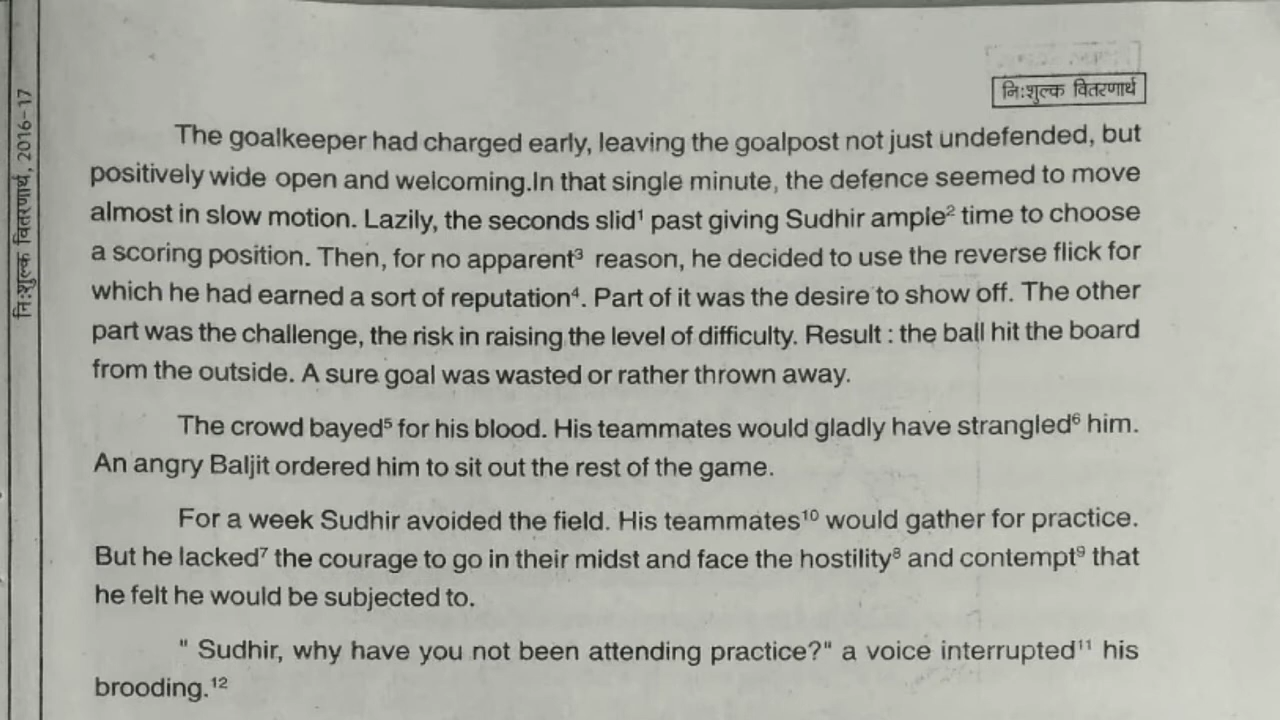 निःशुल्क वितरणार्थ
निःशुल्क वितरणार्थ, 2016-17
The goalkeeper had charged early, leaving the goalpost not just undefended, but
positively wide open and welcoming.In that single minute, the defence seemed to move
almost in slow motion. Lazily, the seconds slid¹ past giving Sudhir ample² time to choose
a scoring position. Then, for no apparent³ reason, he decided to use the reverse flick for
which he had earned a sort of reputation⁴. Part of it was the desire to show off. The other
part was the challenge, the risk in raising the level of difficulty. Result : the ball hit the board
from the outside. A sure goal was wasted or rather thrown away.
The crowd bayed⁵ for his blood. His teammates would gladly have strangled⁶ him.
An angry Baljit ordered him to sit out the rest of the game.
For a week Sudhir avoided the field. His teammates¹⁰ would gather for practice.
But he lacked⁷ the courage to go in their midst and face the hostility⁸ and contempt⁹ that
he felt he would be subjected to.
" Sudhir, why have you not been attending practice?" a voice interrupted¹¹ his
brooding.¹²